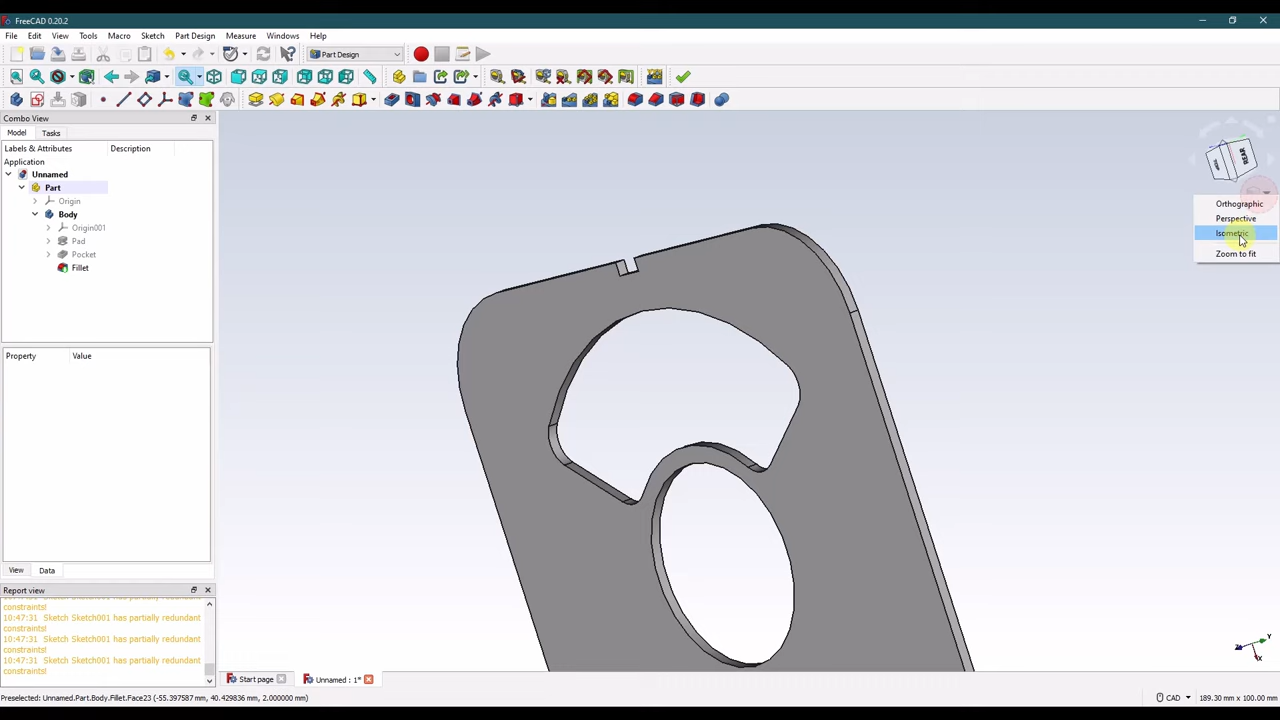 FreeCAD 0.20.2
File Edit View Tools Macro Sketch Part Design Measure Windows Help
Part Design
Combo View
Model Tasks
Labels & Attributes Description
Application
Unnamed
Part
Origin
Body
Origin001
Pad
Pocket
Fillet
REAR
Orthographic
Perspective
Isometric
Zoom to fit
Property Value
View Data
Report view
constraints!
10:47:31 Sketch Sketch001 has partially redundant
constraints!
10:47:31 Sketch Sketch001 has partially redundant
constraints!
10:47:31 Sketch Sketch001 has partially redundant
constraints!
Y
X
Start page Unnamed : 1*
Preselected: Unnamed.Part.Body.Fillet.Face23 (-55.397587 mm, 40.429836 mm, 2.000000 mm) CAD 189.30 mm x 100.00 mm